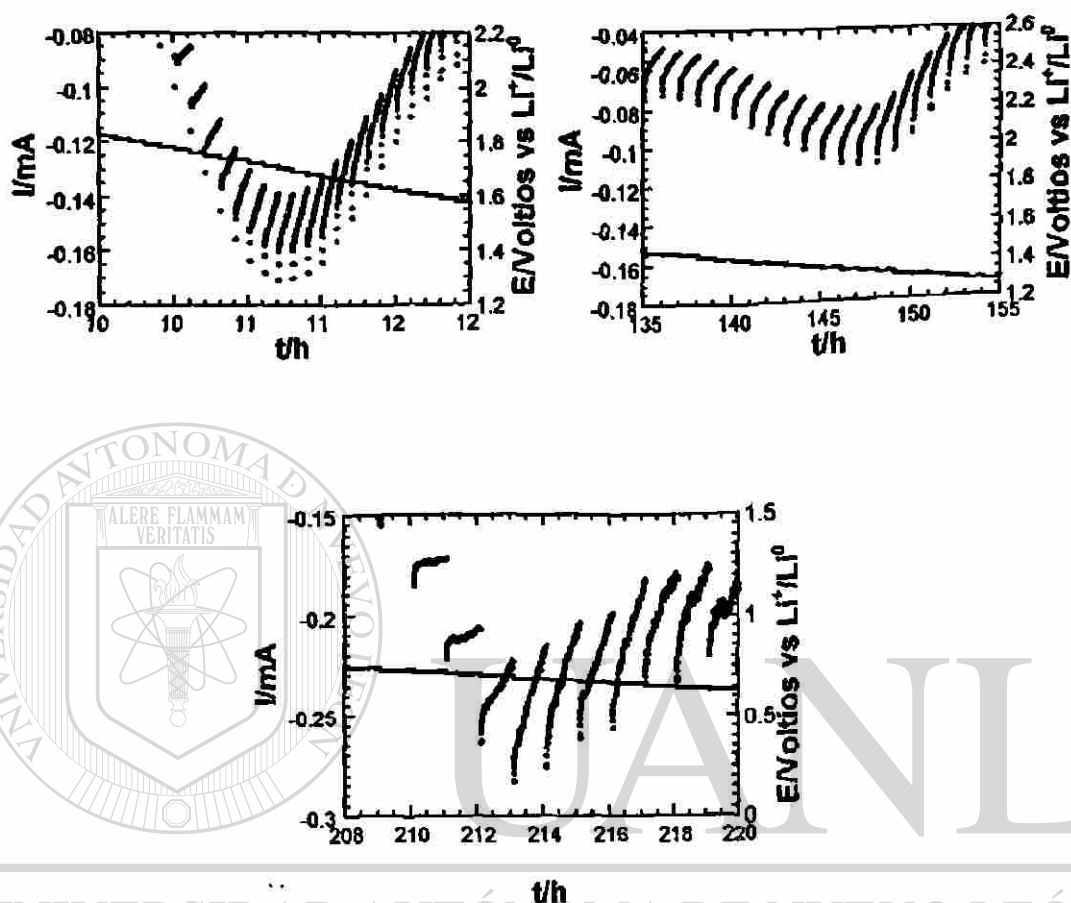 -0.08
-0.1
-0.12
-0.14
-0.16
-0.18
I/mA
10 10 11 11 12 12
t/h
2.2
2
1.8
1.6
1.4
1.2
E/Voltios vs Li⁺/Li⁰
-0.04
-0.06
-0.08
-0.1
-0.12
-0.14
-0.16
-0.18
I/mA
135 140 145 150 155
t/h
2.6
2.4
2.2
2
1.8
1.6
1.4
1.2
E/Voltios vs Li⁺/Li⁰
ALERE FLAMMAM
VERITATIS
-0.15
-0.2
-0.25
-0.3
I/mA
208 210 212 214 216 218 220
t/h
1.5
1
0.5
0
E/Voltios vs Li⁺/Li⁰
UANL
UNIVERSIDAD AUTÓNOMA DE NUEVO LEÓN